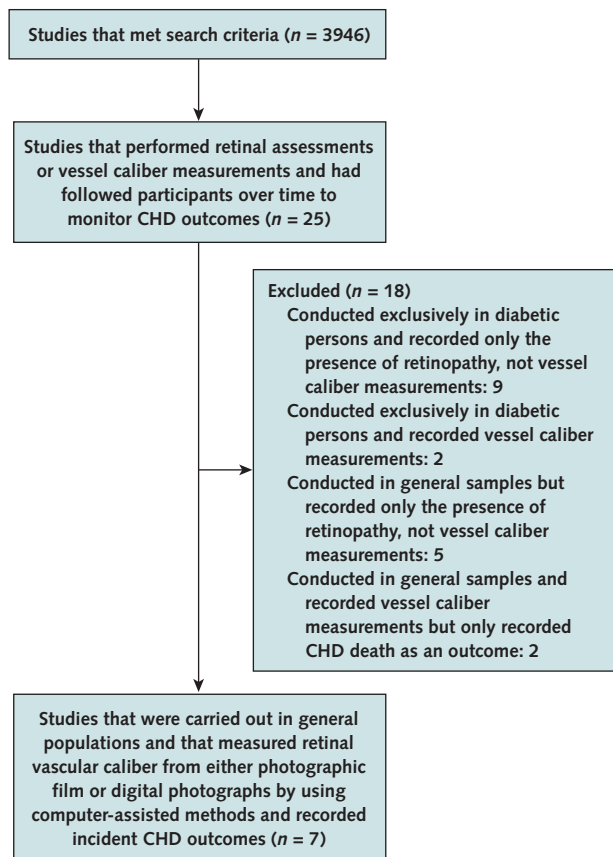 Studies that met search criteria (n = 3946)
Studies that performed retinal assessments
or vessel caliber measurements and had
followed participants over time to
monitor CHD outcomes (n = 25)
Excluded (n = 18)
Conducted exclusively in diabetic
persons and recorded only the
presence of retinopathy, not vessel
caliber measurements: 9
Conducted exclusively in diabetic
persons and recorded vessel caliber
measurements: 2
Conducted in general samples but
recorded only the presence of
retinopathy, not vessel caliber
measurements: 5
Conducted in general samples and
recorded vessel caliber
measurements but only recorded
CHD death as an outcome: 2
Studies that were carried out in general
populations and that measured retinal
vascular caliber from either photographic
film or digital photographs by using
computer-assisted methods and recorded
incident CHD outcomes (n = 7)